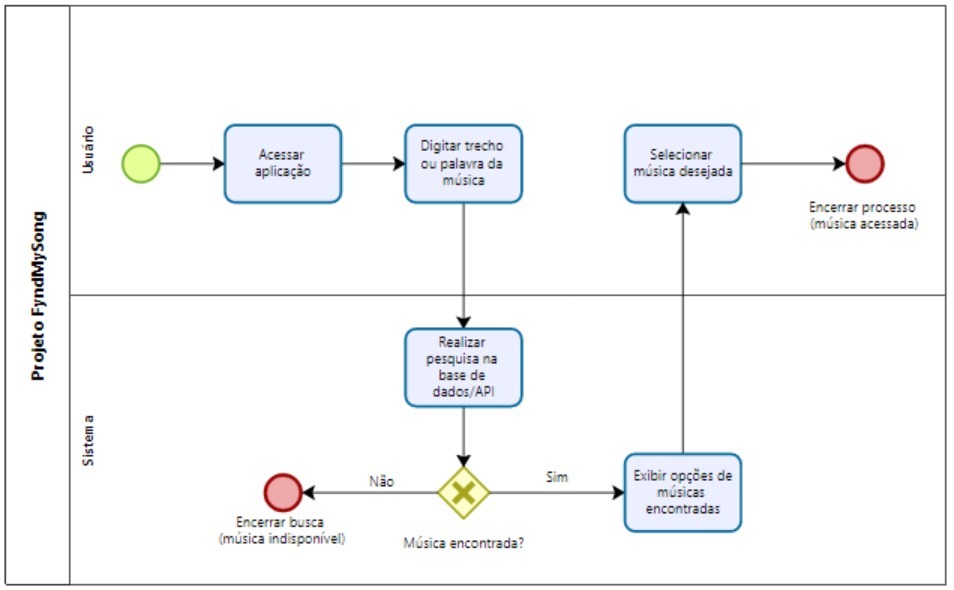 Projeto FyndMySong
Usuário
Acessar
aplicação
Digitar trecho
ou palavra da
música
Selecionar
música desejada
Encerrar processo
(música acessada)
Sistema
Realizar
pesquisa na
base de
dados/API
Não
Sim
Música encontrada?
Encerrar busca
(música indisponível)
Exibir opções de
músicas
encontradas